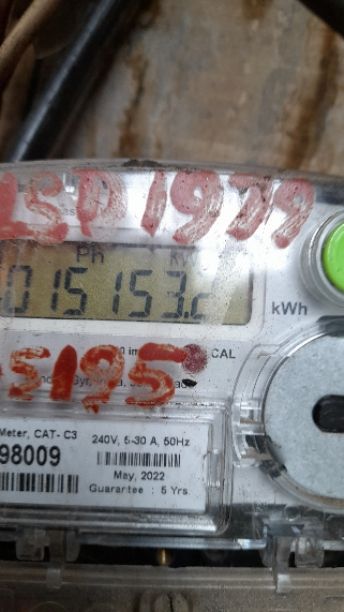 LSP 1979
Ph kW
015153.c
kWh
CAL
5195
Meter, CAT- C3
98009
240V, 5-30 A, 50Hz
May, 2022
Guarantee : 5 Yrs.